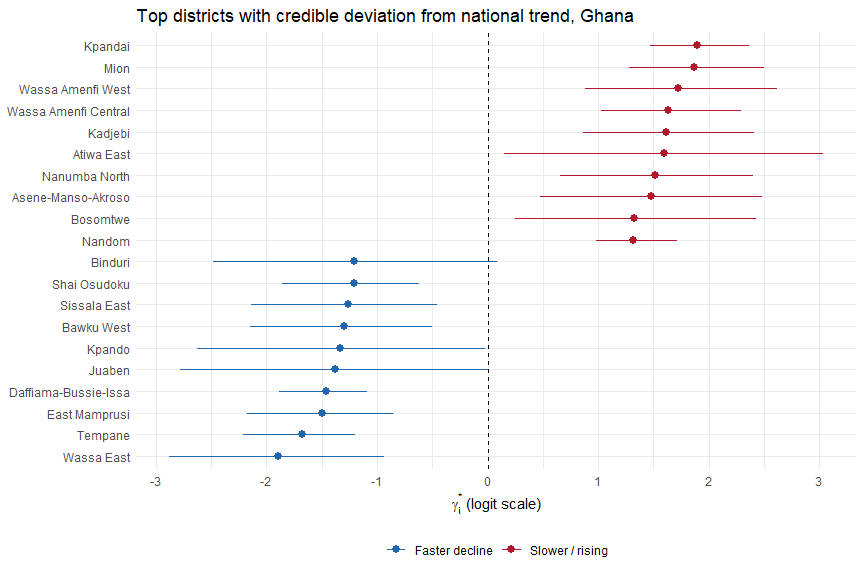 Top districts with credible deviation from national trend, Ghana
Kpandai
Mion
Wassa Amenfi West
Wassa Amenfi Central
Kadjebi
Atiwa East
Nanumba North
Asene-Manso-Akroso
Bosomtwe
Nandom
Binduri
Shai Osudoku
Sissala East
Bawku West
Kpando
Juaben
Daffiama-Bussie-Issa
East Mamprusi
Tempane
Wassa East
-3 -2 -1 0 1 2 3
γᵢ* (logit scale)
Faster decline Slower / rising